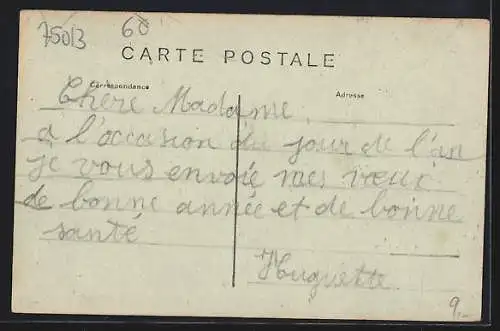 75013
60
CARTE POSTALE
Correspondance
Adresse
Chère Madame,
à l'occasion du jour de l'an
je vous envoie mes vœux
de bonne année et de bonne
santé
Huguette
9.-